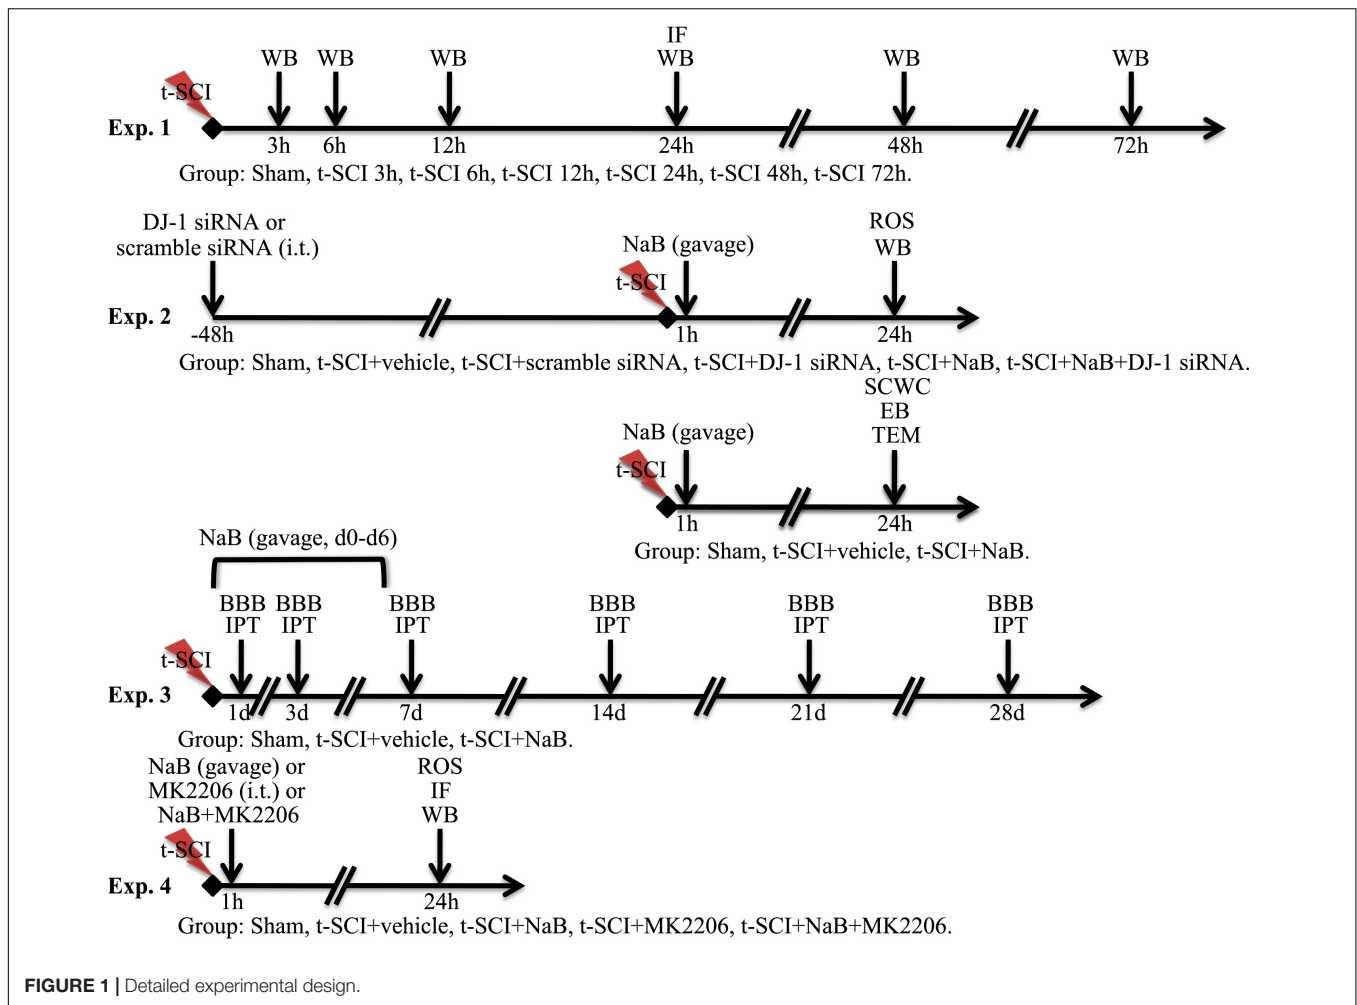 IF
WB WB WB WB WB WB
t-SCI
Exp. 1
3h 6h 12h 24h 48h 72h
Group: Sham, t-SCI 3h, t-SCI 6h, t-SCI 12h, t-SCI 24h, t-SCI 48h, t-SCI 72h.
DJ-1 siRNA or
scramble siRNA (i.t.)
NaB (gavage)
ROS
WB
t-SCI
Exp. 2
-48h 1h 24h
Group: Sham, t-SCI+vehicle, t-SCI+scramble siRNA, t-SCI+DJ-1 siRNA, t-SCI+NaB, t-SCI+NaB+DJ-1 siRNA.
SCWC
EB
TEM
NaB (gavage)
t-SCI
1h 24h
Group: Sham, t-SCI+vehicle, t-SCI+NaB.
NaB (gavage, d0-d6)
BBB BBB BBB BBB BBB BBB
IPT IPT IPT IPT IPT IPT
t-SCI
Exp. 3
1d 3d 7d 14d 21d 28d
Group: Sham, t-SCI+vehicle, t-SCI+NaB.
NaB (gavage) or
MK2206 (i.t.) or
NaB+MK2206
ROS
IF
WB
t-SCI
Exp. 4
1h 24h
Group: Sham, t-SCI+vehicle, t-SCI+NaB, t-SCI+MK2206, t-SCI+NaB+MK2206.
FIGURE 1 | Detailed experimental design.